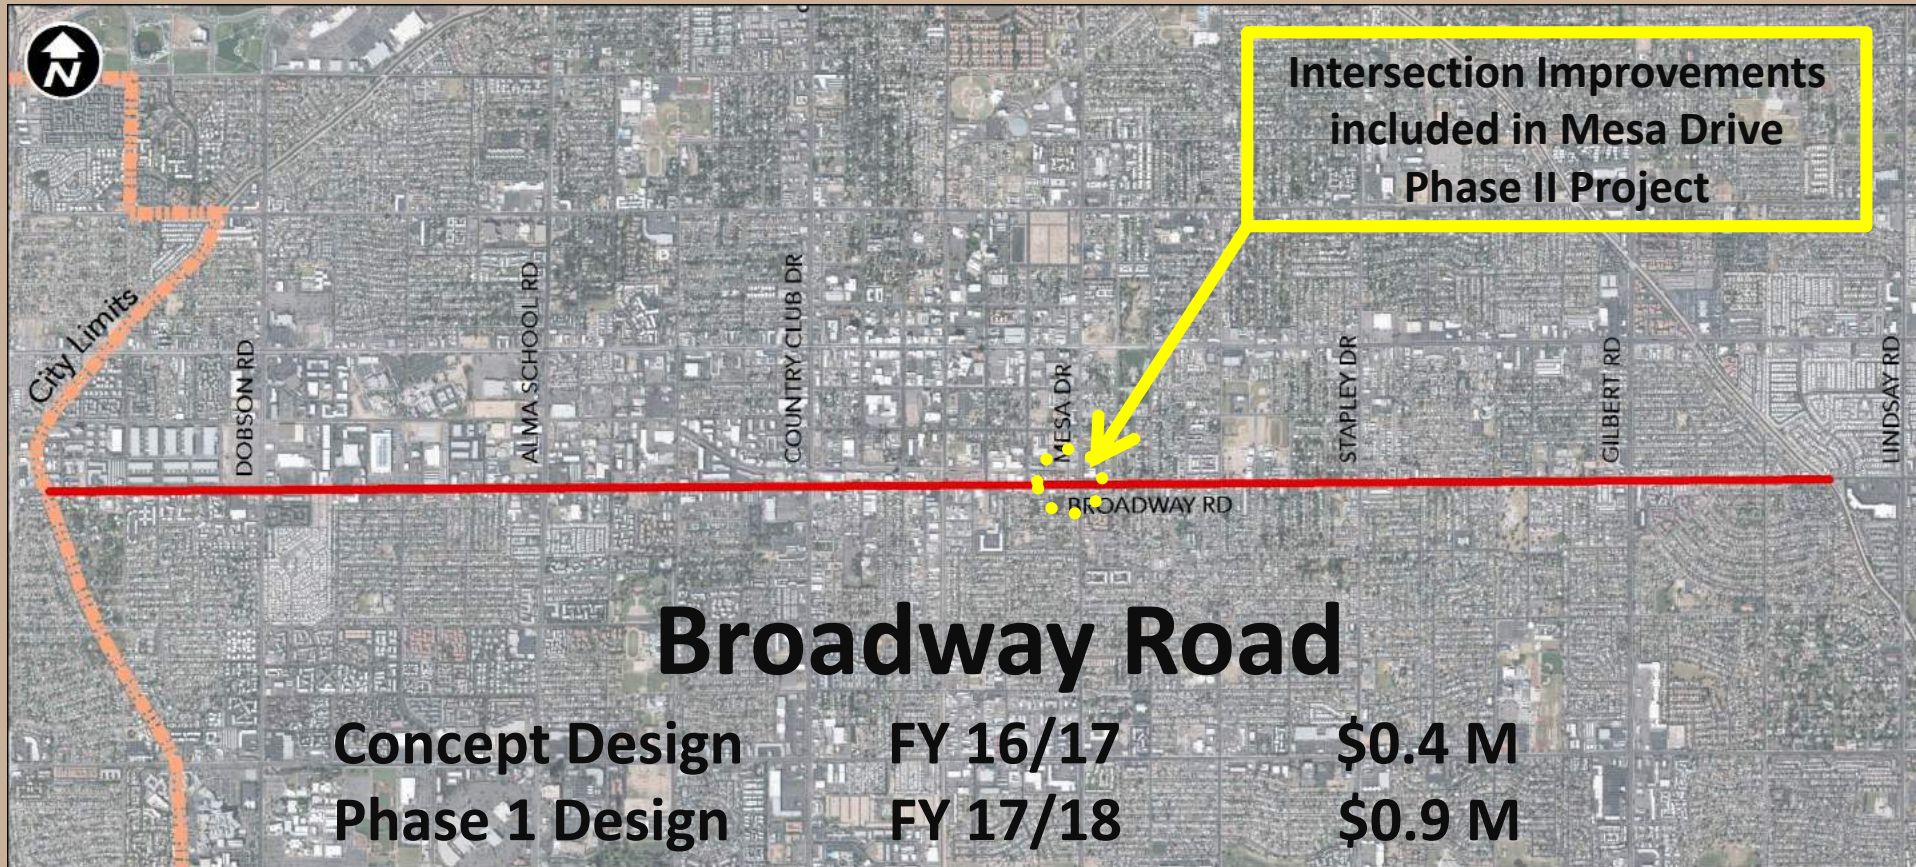 N
Intersection Improvements
included in Mesa Drive
Phase II Project
City Limits
DOBSON RD
ALMA SCHOOL RD
COUNTRY CLUB DR
MESA DR
STAPLEY DR
GILBERT RD
LINDSAY RD
BROADWAY RD
Broadway Road
Concept Design FY 16/17 $0.4 M
Phase 1 Design FY 17/18 $0.9 M